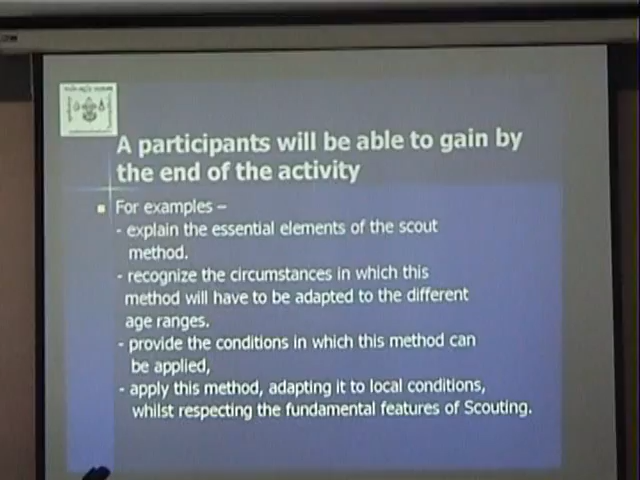 A participants will be able to gain by
the end of the activity
For examples –
- explain the essential elements of the scout
method.
- recognize the circumstances in which this
method will have to be adapted to the different
age ranges.
- provide the conditions in which this method can
be applied,
- apply this method, adapting it to local conditions,
whilst respecting the fundamental features of Scouting.